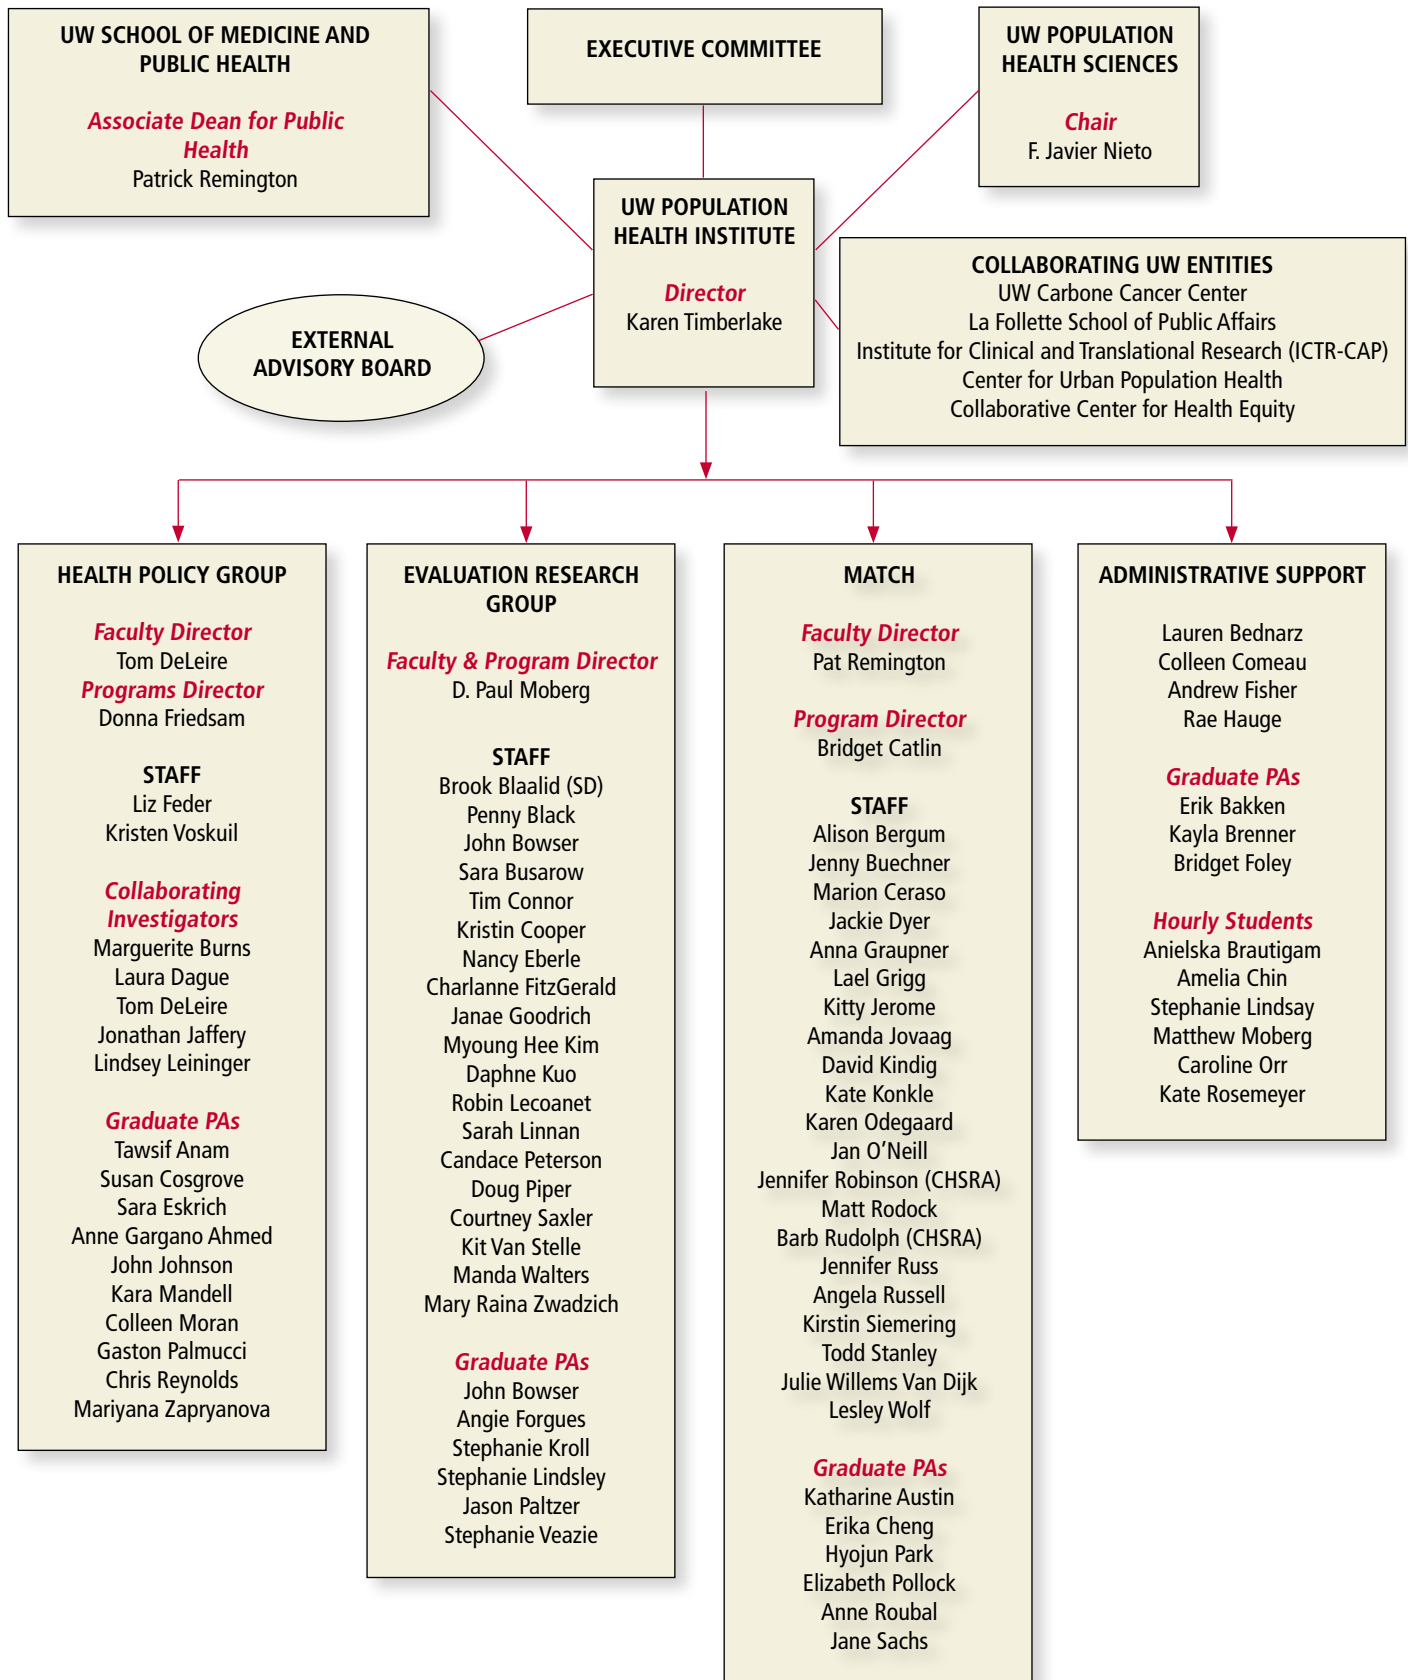 UW SCHOOL OF MEDICINE AND
PUBLIC HEALTH
Associate Dean for Public
Health
Patrick Remington
EXECUTIVE COMMITTEE
UW POPULATION
HEALTH SCIENCES
Chair
F. Javier Nieto
UW POPULATION
HEALTH INSTITUTE
Director
Karen Timberlake
EXTERNAL
ADVISORY BOARD
COLLABORATING UW ENTITIES
UW Carbone Cancer Center
La Follette School of Public Affairs
Institute for Clinical and Translational Research (ICTR-CAP)
Center for Urban Population Health
Collaborative Center for Health Equity
HEALTH POLICY GROUP
Faculty Director
Tom DeLeire
Programs Director
Donna Friedsam
STAFF
Liz Feder
Kristen Voskuil
Collaborating
Investigators
Marguerite Burns
Laura Dague
Tom DeLeire
Jonathan Jaffery
Lindsey Leininger
Graduate PAs
Tawsif Anam
Susan Cosgrove
Sara Eskrich
Anne Gargano Ahmed
John Johnson
Kara Mandell
Colleen Moran
Gaston Palmucci
Chris Reynolds
Mariyana Zapryanova
EVALUATION RESEARCH
GROUP
Faculty & Program Director
D. Paul Moberg
STAFF
Brook Blaalid (SD)
Penny Black
John Bowser
Sara Busarow
Tim Connor
Kristin Cooper
Nancy Eberle
Charlanne FitzGerald
Janae Goodrich
Myoung Hee Kim
Daphne Kuo
Robin Lecoanet
Sarah Linnan
Candace Peterson
Doug Piper
Courtney Saxler
Kit Van Stelle
Manda Walters
Mary Raina Zwadzich
Graduate PAs
John Bowser
Angie Forgues
Stephanie Kroll
Stephanie Lindsley
Jason Paltzer
Stephanie Veazie
MATCH
Faculty Director
Pat Remington
Program Director
Bridget Catlin
STAFF
Alison Bergum
Jenny Buechner
Marion Ceraso
Jackie Dyer
Anna Graupner
Lael Grigg
Kitty Jerome
Amanda Jovaag
David Kindig
Kate Konkle
Karen Odegaard
Jan O’Neill
Jennifer Robinson (CHSRA)
Matt Rodock
Barb Rudolph (CHSRA)
Jennifer Russ
Angela Russell
Kirstin Siemering
Todd Stanley
Julie Willems Van Dijk
Lesley Wolf
Graduate PAs
Katharine Austin
Erika Cheng
Hyojun Park
Elizabeth Pollock
Anne Roubal
Jane Sachs
ADMINISTRATIVE SUPPORT
Lauren Bednarz
Colleen Comeau
Andrew Fisher
Rae Hauge
Graduate PAs
Erik Bakken
Kayla Brenner
Bridget Foley
Hourly Students
Anielska Brautigam
Amelia Chin
Stephanie Lindsay
Matthew Moberg
Caroline Orr
Kate Rosemeyer